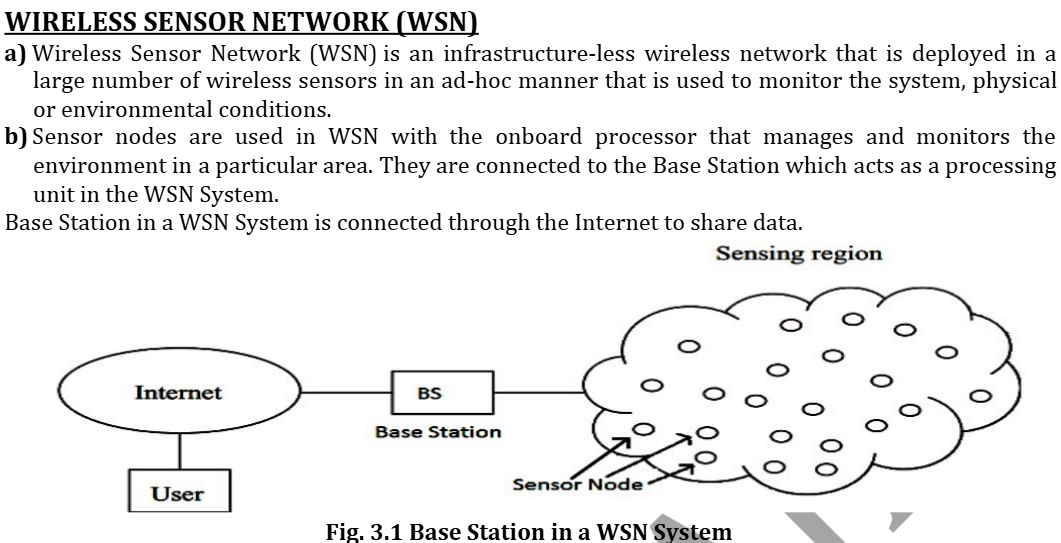 WIRELESS SENSOR NETWORK (WSN)
a) Wireless Sensor Network (WSN) is an infrastructure-less wireless network that is deployed in a
large number of wireless sensors in an ad-hoc manner that is used to monitor the system, physical
or environmental conditions.
b) Sensor nodes are used in WSN with the onboard processor that manages and monitors the
environment in a particular area. They are connected to the Base Station which acts as a processing
unit in the WSN System.
Base Station in a WSN System is connected through the Internet to share data.
Sensing region
Internet
BS
Base Station
Sensor Node
User
Fig. 3.1 Base Station in a WSN System